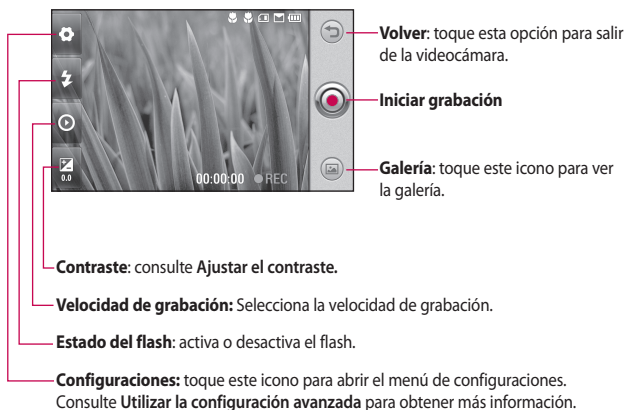 Volver: toque esta opción para salir
de la videocámara.
Iniciar grabación
Galería: toque este icono para ver
la galería.
0.0
00:00:00 REC
Contraste: consulte Ajustar el contraste.
Velocidad de grabación: Selecciona la velocidad de grabación.
Estado del flash: activa o desactiva el flash.
Configuraciones: toque este icono para abrir el menú de configuraciones.
Consulte Utilizar la configuración avanzada para obtener más información.